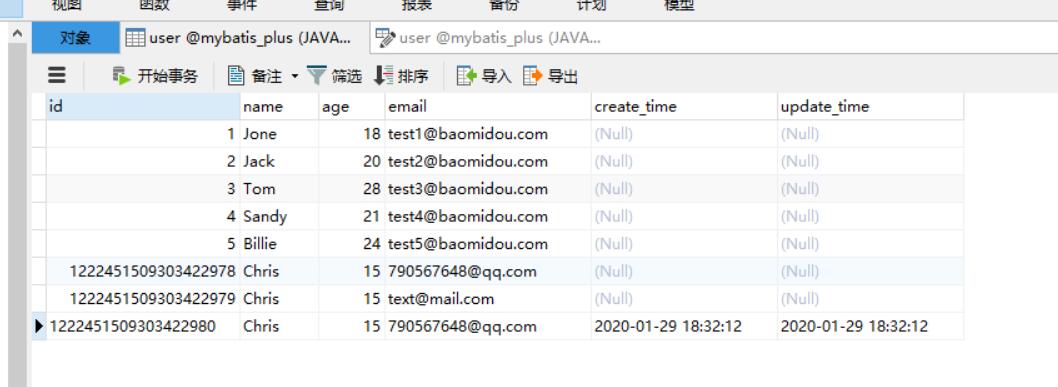 视图 函数 事件 查询 报表 备份 计划 模型
对象 user @mybatis_plus (JAVA... user @mybatis_plus (JAVA...
开始事务 备注 筛选 排序 导入 导出
id name age email create_time update_time
1 Jone 18 test1@baomidou.com (Null) (Null)
2 Jack 20 test2@baomidou.com (Null) (Null)
3 Tom 28 test3@baomidou.com (Null) (Null)
4 Sandy 21 test4@baomidou.com (Null) (Null)
5 Billie 24 test5@baomidou.com (Null) (Null)
1222451509303422978 Chris 15 790567648@qq.com (Null) (Null)
1222451509303422979 Chris 15 text@mail.com (Null) (Null)
1222451509303422980 Chris 15 790567648@qq.com 2020-01-29 18:32:12 2020-01-29 18:32:12